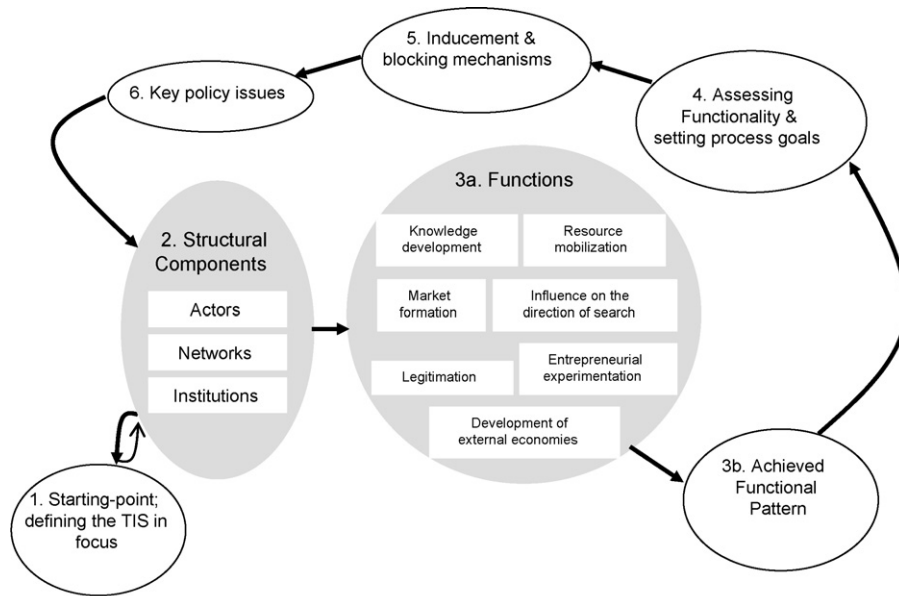 5. Inducement &
blocking mechanisms
6. Key policy issues
4. Assessing
Functionality &
setting process goals
3a. Functions
Knowledge
development
Resource
mobilization
2. Structural
Components
Market
formation
Influence on the
direction of search
Actors
Networks
Institutions
Legitimation
Entrepreneurial
experimentation
Development of
external economies
3b. Achieved
Functional
Pattern
1. Starting-point;
defining the TIS in
focus